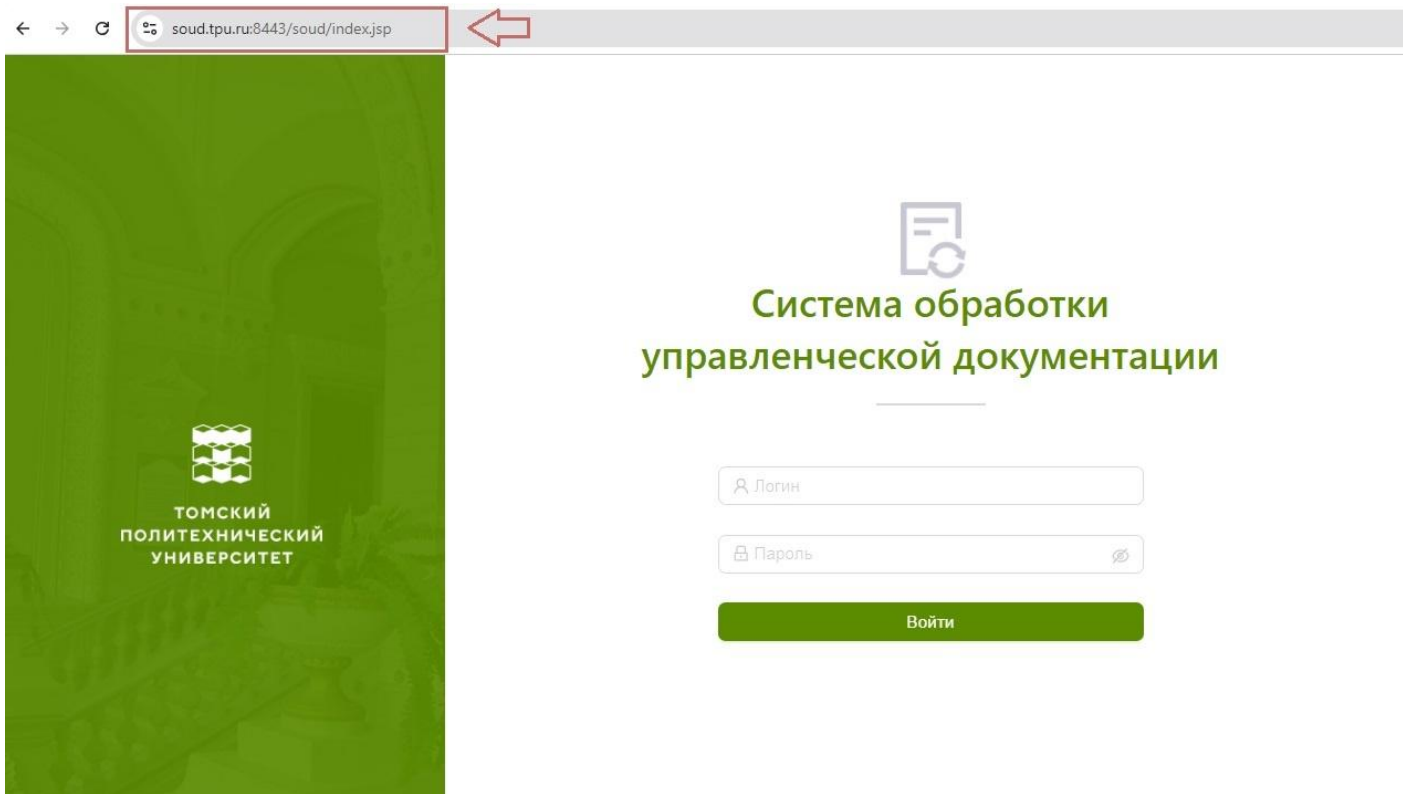 soud.tpu.ru:8443/soud/index.jsp
Система обработки
управленческой документации
ТОМСКИЙ
ПОЛИТЕХНИЧЕСКИЙ
УНИВЕРСИТЕТ
Логин
Пароль
Войти